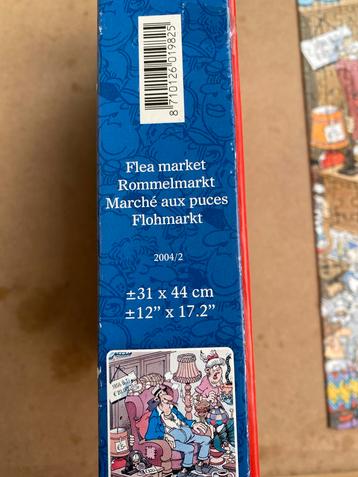 8 710126 019825
Flea market
Rommelmarkt
Marché aux puces
Flohmarkt
2004/2
±31 x 44 cm
±12” x 17.2”